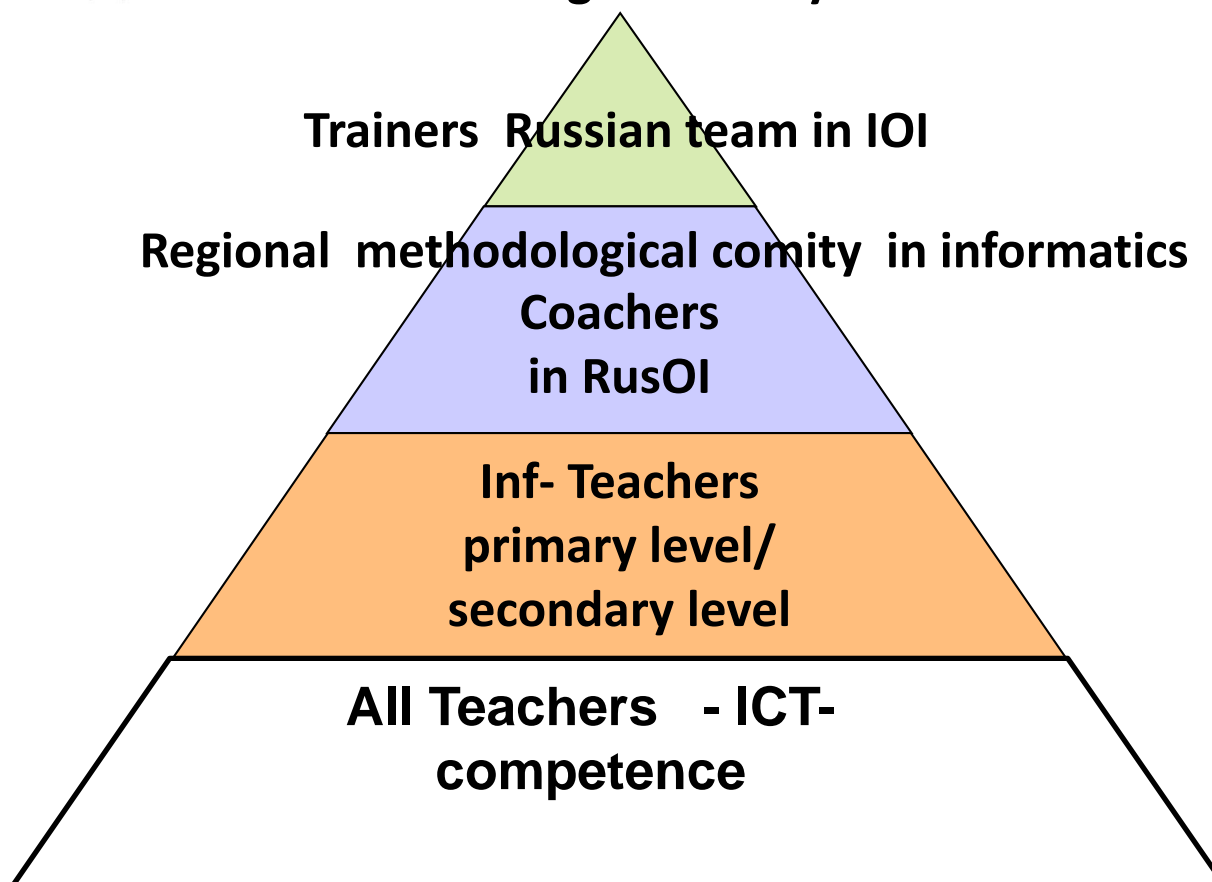 Trainers Russian team in IOI
Regional methodological comity in informatics
Coachers
in RusOI
Inf- Teachers
primary level/
secondary level
All Teachers - ICT-
competence